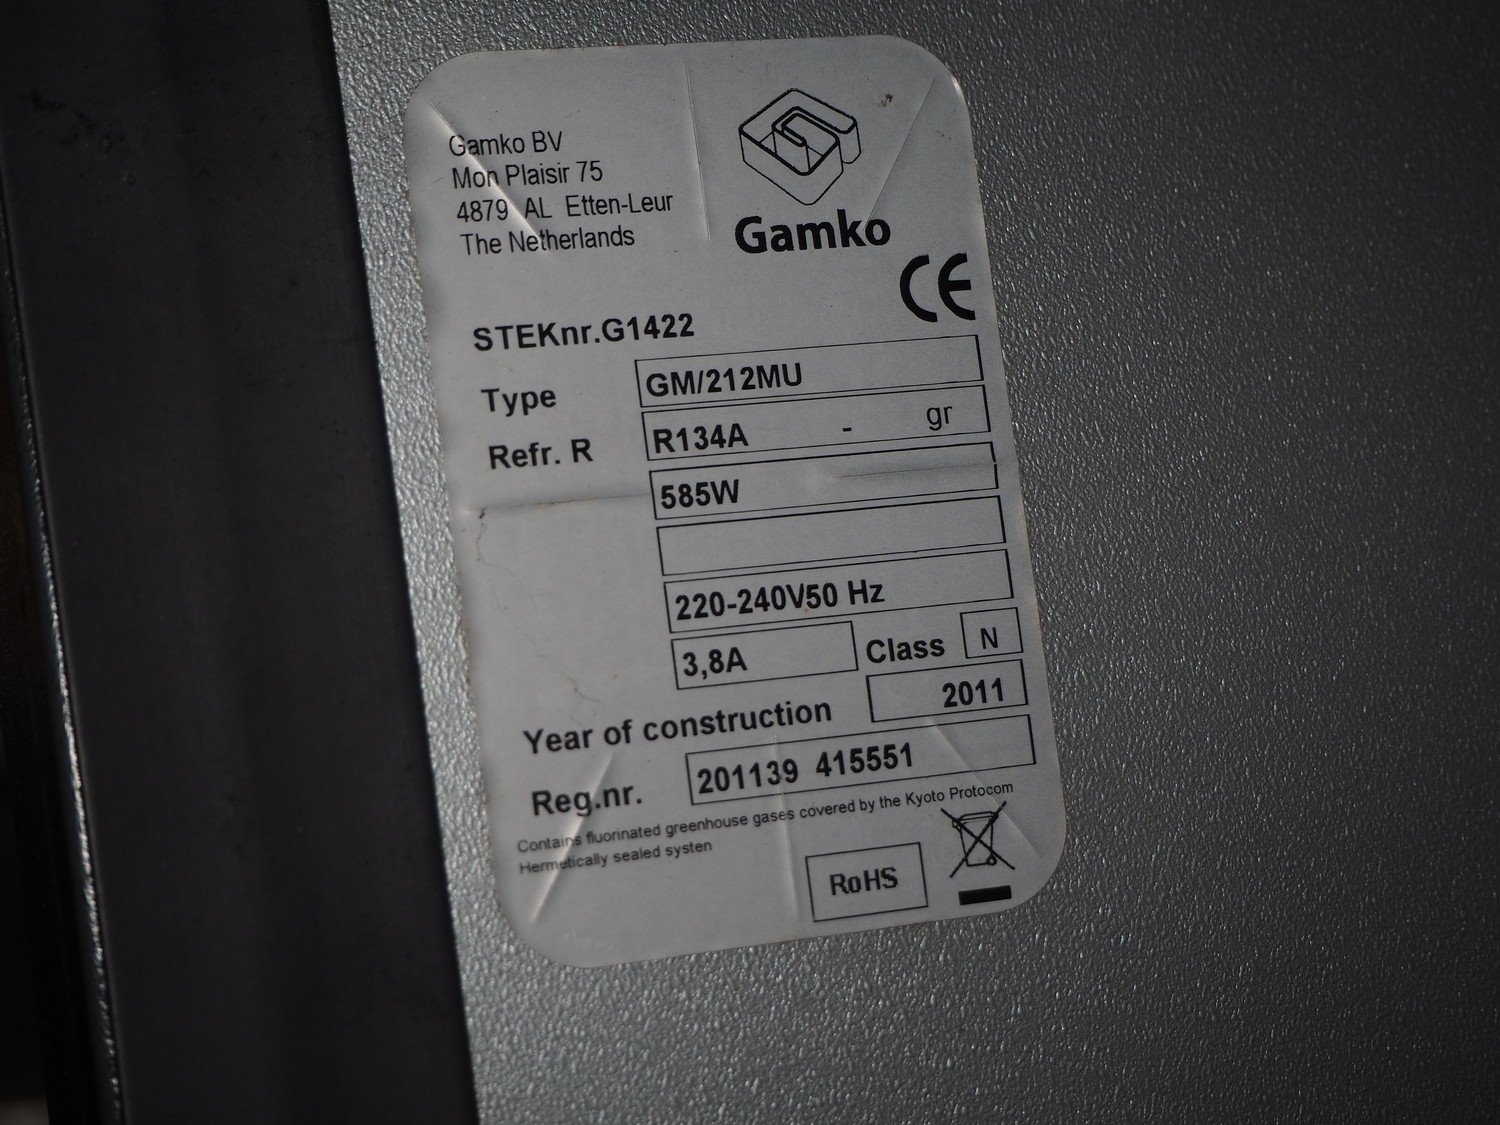 Gamko BV
Mon Plaisir 75
4879 AL Etten-Leur
The Netherlands
Gamko
CE
STEKnr.G1422
Type GM/212MU
Refr. R R134A - gr
585W
220-240V50 Hz
3,8A Class N
Year of construction 2011
Reg.nr. 201139 415551
Contains fluorinated greenhouse gases covered by the Kyoto Protocom
Hermetically sealed systen
RoHS